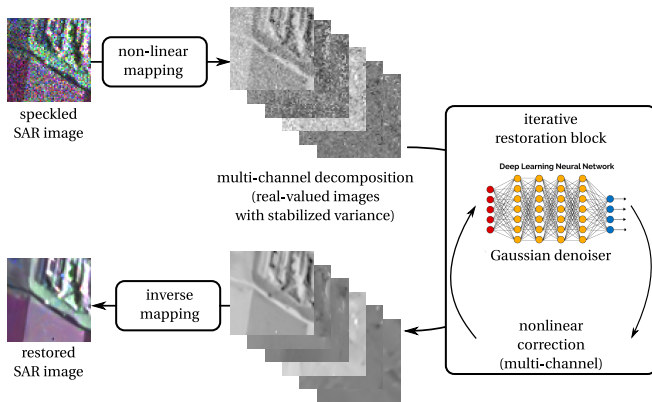 non-linear
mapping
speckled
SAR image
multi-channel decomposition
(real-valued images
with stabilized variance)
iterative
restoration block
Deep Learning Neural Network
Gaussian denoiser
nonlinear
correction
(multi-channel)
inverse
mapping
restored
SAR image